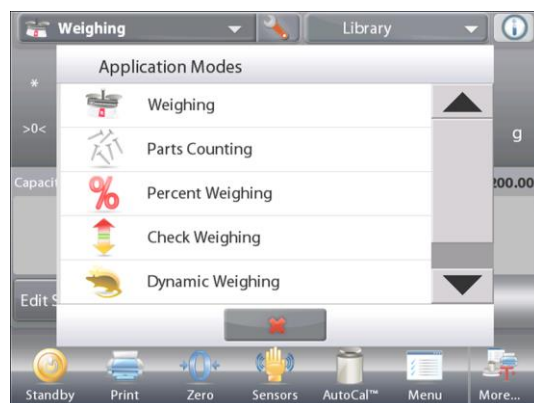 Weighing
Library
Application Modes
*
Weighing
>0<
g
Parts Counting
Capacit
200.00
Percent Weighing
Check Weighing
Dynamic Weighing
Edit S
Standby
Print
Zero
Sensors
AutoCal™
Menu
More...